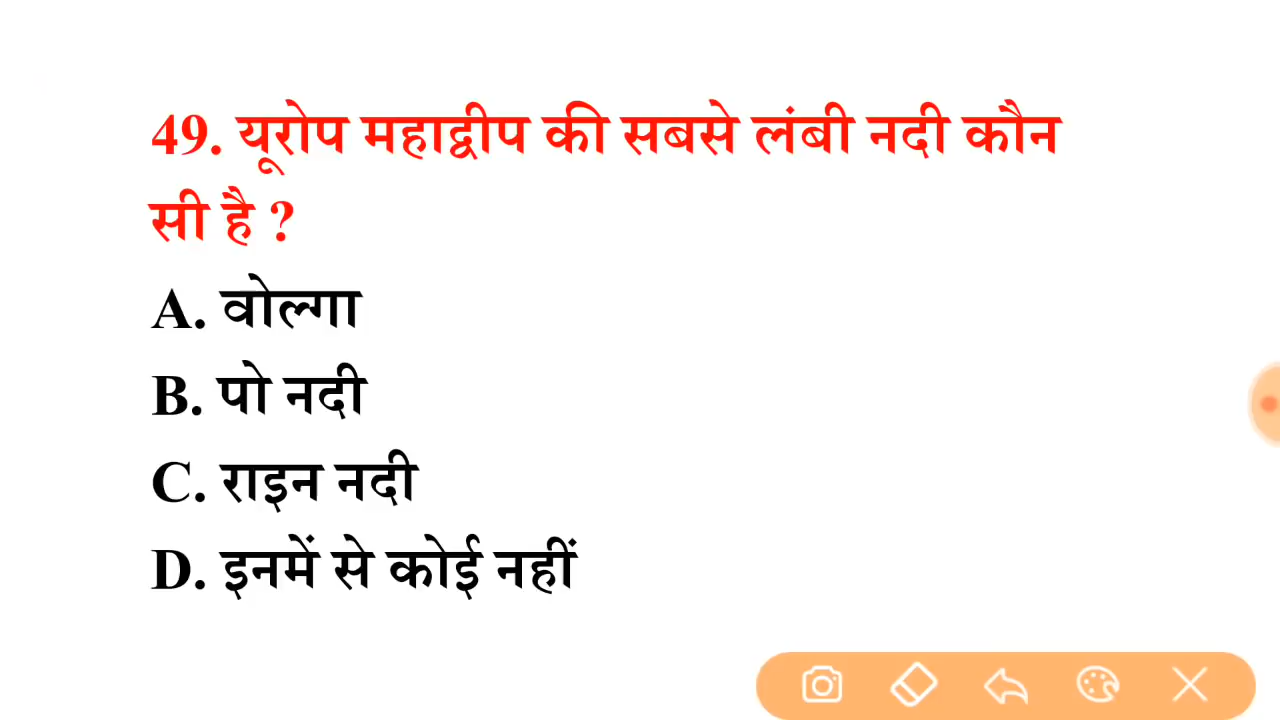 49. यूरोप महाद्वीप की सबसे लंबी नदी कौन
सी है ?
A. वोल्गा
B. पो नदी
C. राइन नदी
D. इनमें से कोई नहीं